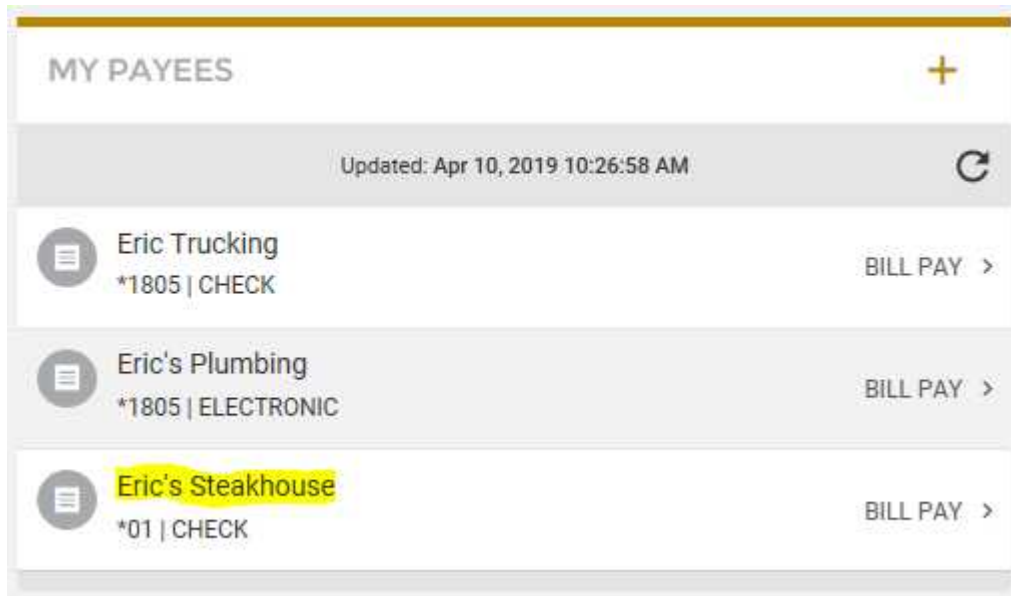 MY PAYEES +
Updated: Apr 10, 2019 10:26:58 AM
Eric Trucking
*1805 | CHECK
BILL PAY >
Eric's Plumbing
*1805 | ELECTRONIC
BILL PAY >
Eric's Steakhouse
*01 | CHECK
BILL PAY >